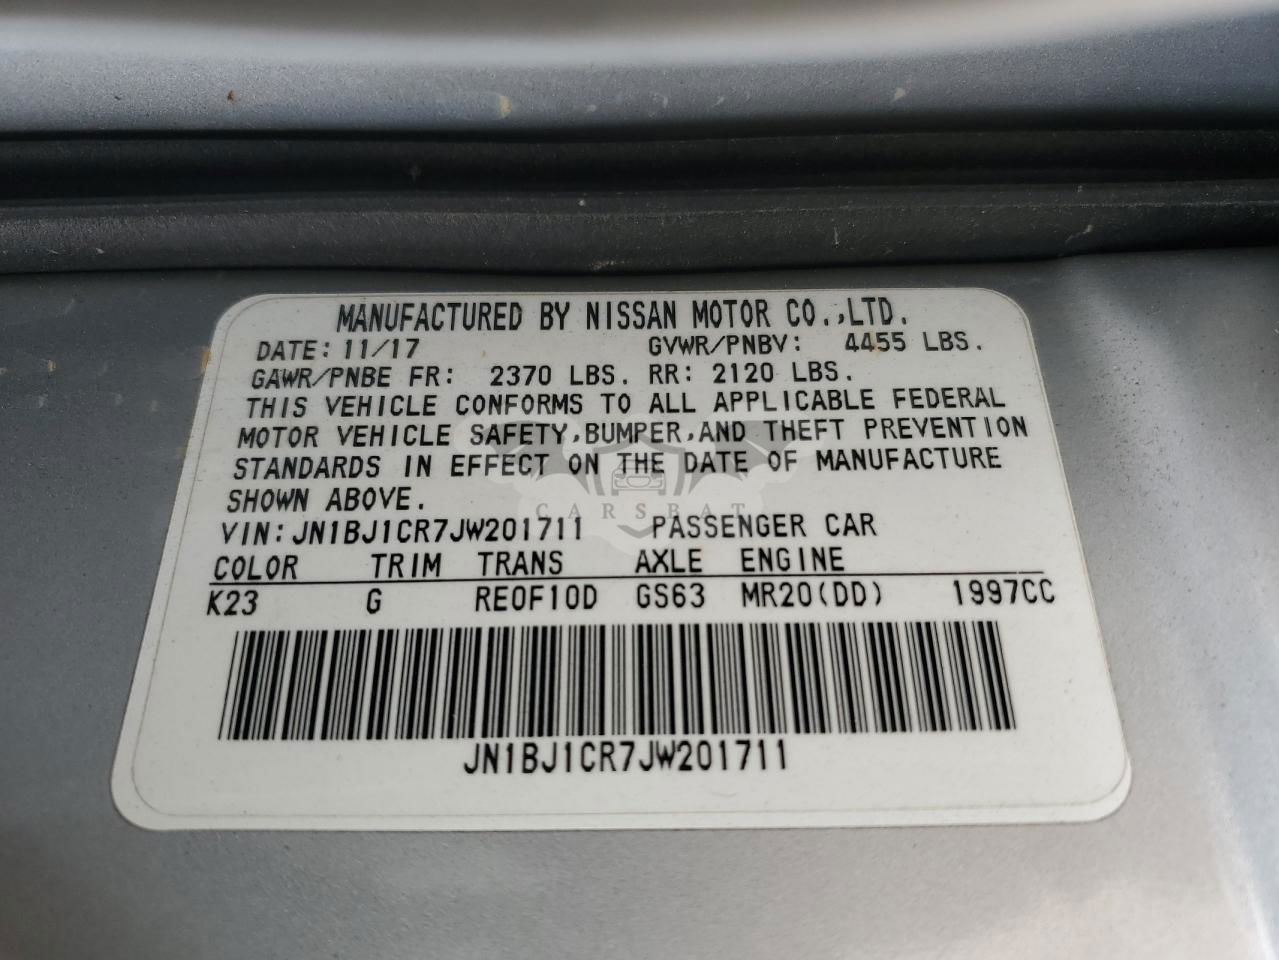 MANUFACTURED BY NISSAN MOTOR CO.,LTD.
DATE: 11/17 GVWR/PNBV: 4455 LBS.
GAWR/PNBE FR: 2370 LBS. RR: 2120 LBS.
THIS VEHICLE CONFORMS TO ALL APPLICABLE FEDERAL
MOTOR VEHICLE SAFETY,BUMPER,AND THEFT PREVENTION
STANDARDS IN EFFECT ON THE DATE OF MANUFACTURE
SHOWN ABOVE.
CARSBAT
VIN:JN1BJ1CR7JW201711 PASSENGER CAR
COLOR TRIM TRANS AXLE ENGINE
K23 G RE0F10D GS63 MR20(DD) 1997CC
JN1BJ1CR7JW201711